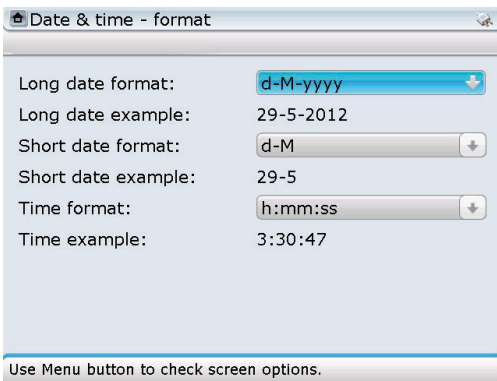 Date & time - format
Long date format: d-M-yyyy
Long date example: 29-5-2012
Short date format: d-M
Short date example: 29-5
Time format: h:mm:ss
Time example: 3:30:47
Use Menu button to check screen options.